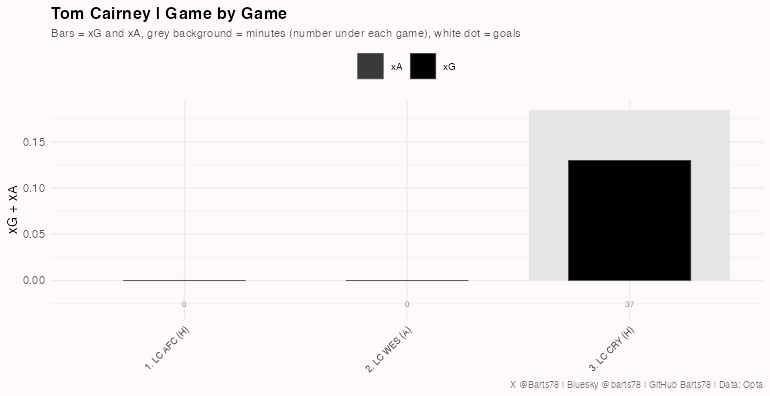 Tom Cairney | Game by Game
Bars = xG and xA, grey background = minutes (number under each game), white dot = goals
xA xG
xG + xA
0.15
0.10
0.05
0.00
0 0 37
1. LC AFC (H) 2. LC WES (A) 3. LC CRY (H)
X @Barts78 | Bluesky @barts78 | GitHub Barts78 | Data: Opta